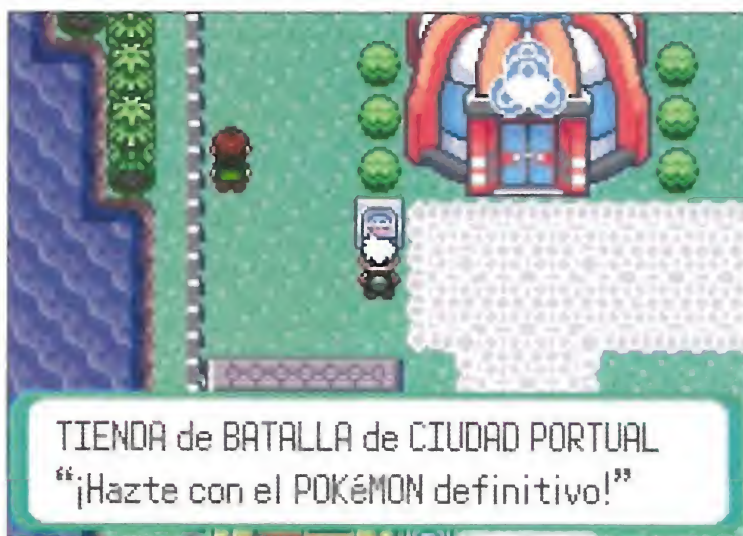 TIENDA de BATALLA de CIUDAD PORTUAL
“¡Hazte con el POKéMON definitivo!”